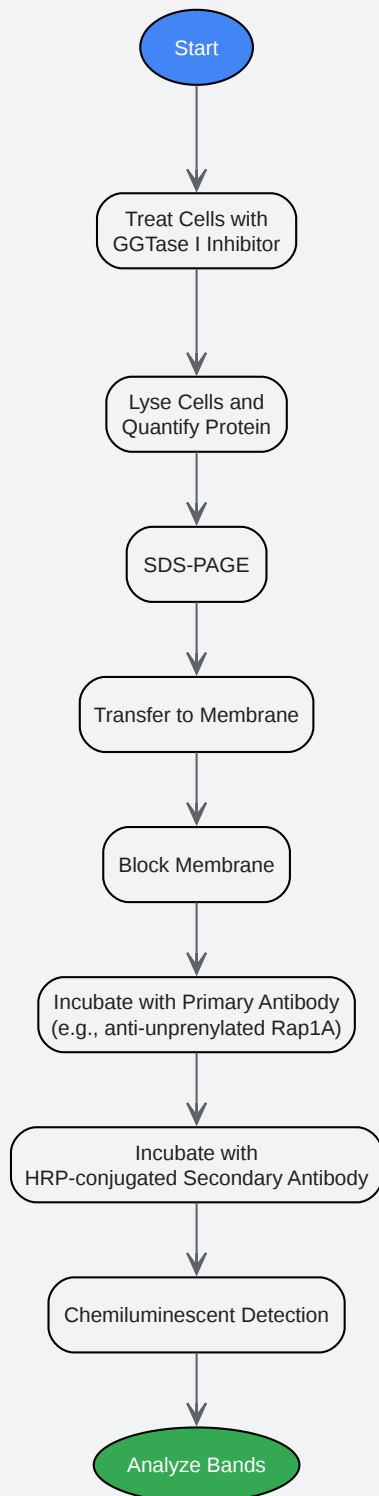 Start
Treat Cells with
GGTase I Inhibitor
Lyse Cells and
Quantify Protein
SDS-PAGE
Transfer to Membrane
Block Membrane
Incubate with Primary Antibody
(e.g., anti-unprenylated Rap1A)
Incubate with
HRP-conjugated Secondary Antibody
Chemiluminescent Detection
Analyze Bands